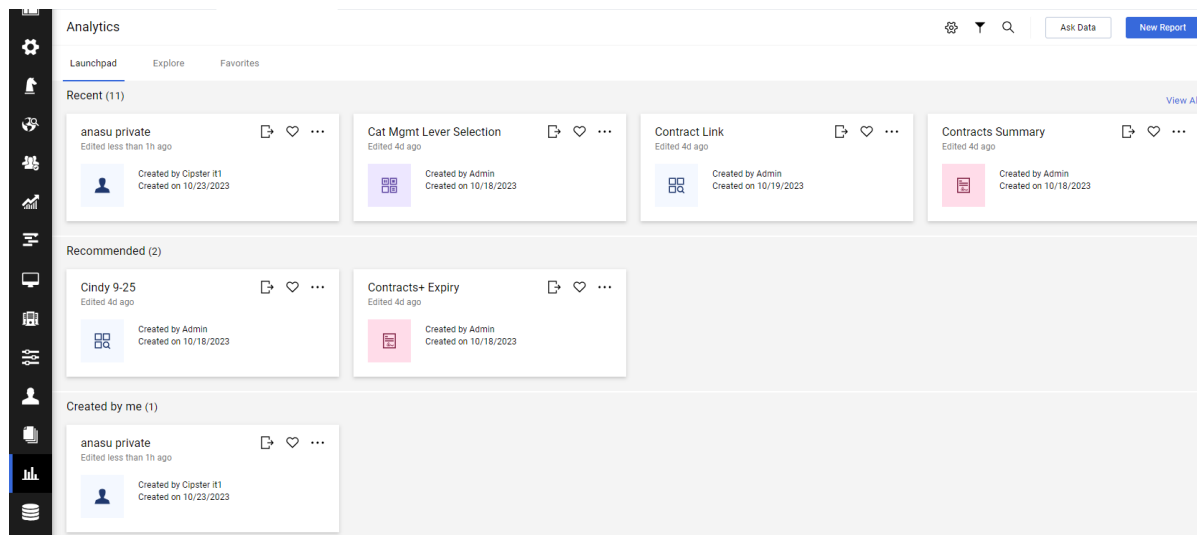 Analytics
Ask Data
New Report
Launchpad
Explore
Favorites
Recent (11)
View Al
anasu private
Edited less than 1h ago
Created by Cipster it1
Created on 10/23/2023
Cat Mgmt Lever Selection
Edited 4d ago
Created by Admin
Created on 10/18/2023
Contract Link
Edited 4d ago
Created by Admin
Created on 10/19/2023
Contracts Summary
Edited 4d ago
Created by Admin
Created on 10/18/2023
Recommended (2)
Cindy 9-25
Edited 4d ago
Created by Admin
Created on 10/18/2023
Contracts+ Expiry
Edited 4d ago
Created by Admin
Created on 10/18/2023
Created by me (1)
anasu private
Edited less than 1h ago
Created by Cipster it1
Created on 10/23/2023